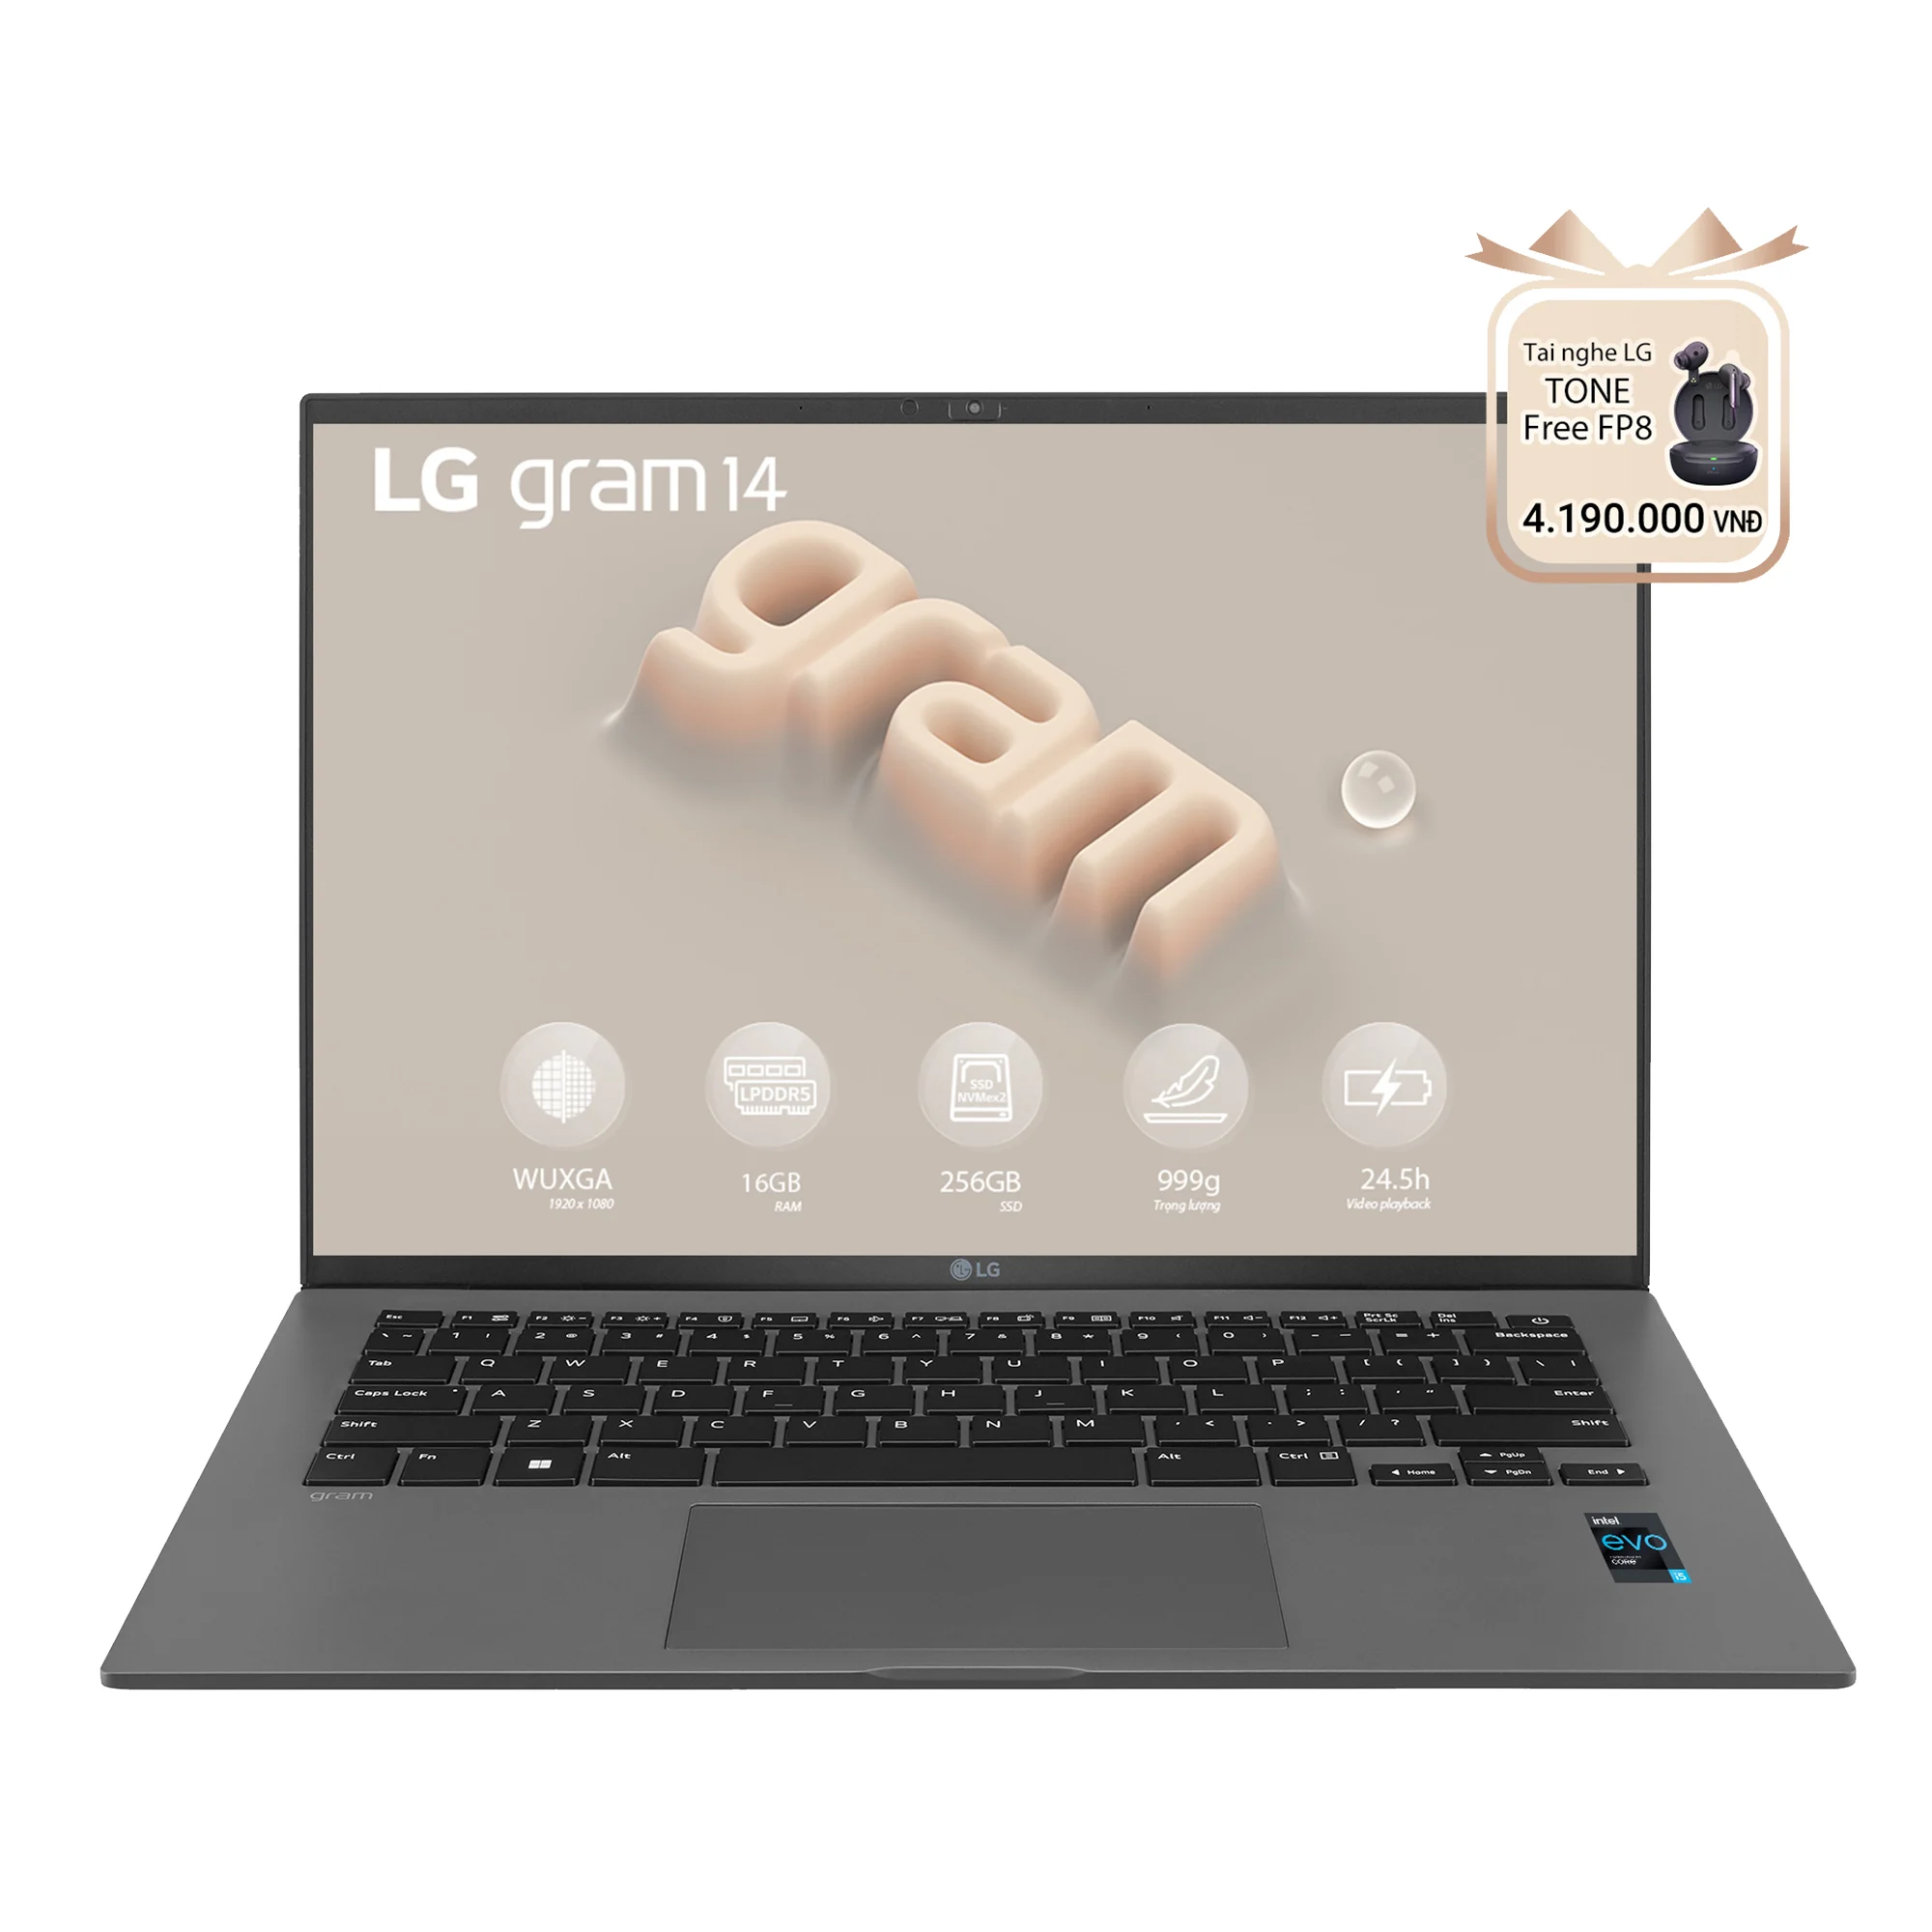 Tai nghe LG
TONE
Free FP8
4.190.000 VNĐ
LG gram 14
gram
LPDDR5
SSD
NVMex2
WUXGA
1920 x 1080
16GB
RAM
256GB
SSD
999g
Trọng lượng
24.5h
Video playback
LG
Esc F1 F2 F3 F4 F5 F6 F7 F8 F9 F10 F11 F12 Prt Sc ScrLk Del Ins
` ~ 1 ! 2 @ 3 # 4 $ 5 % 6 ^ 7 & 8 * 9 ( 0 ) - _ = + Backspace
Tab Q W E R T Y U I O P [ { ] } \ |
Caps Lock A S D F G H J K L ; : ' " Enter
Shift Z X C V B N M , < . > / ? Shift
Ctrl Fn Alt Alt Ctrl Home PgUp PgDn End
gram
intel
evo
CORE
i5